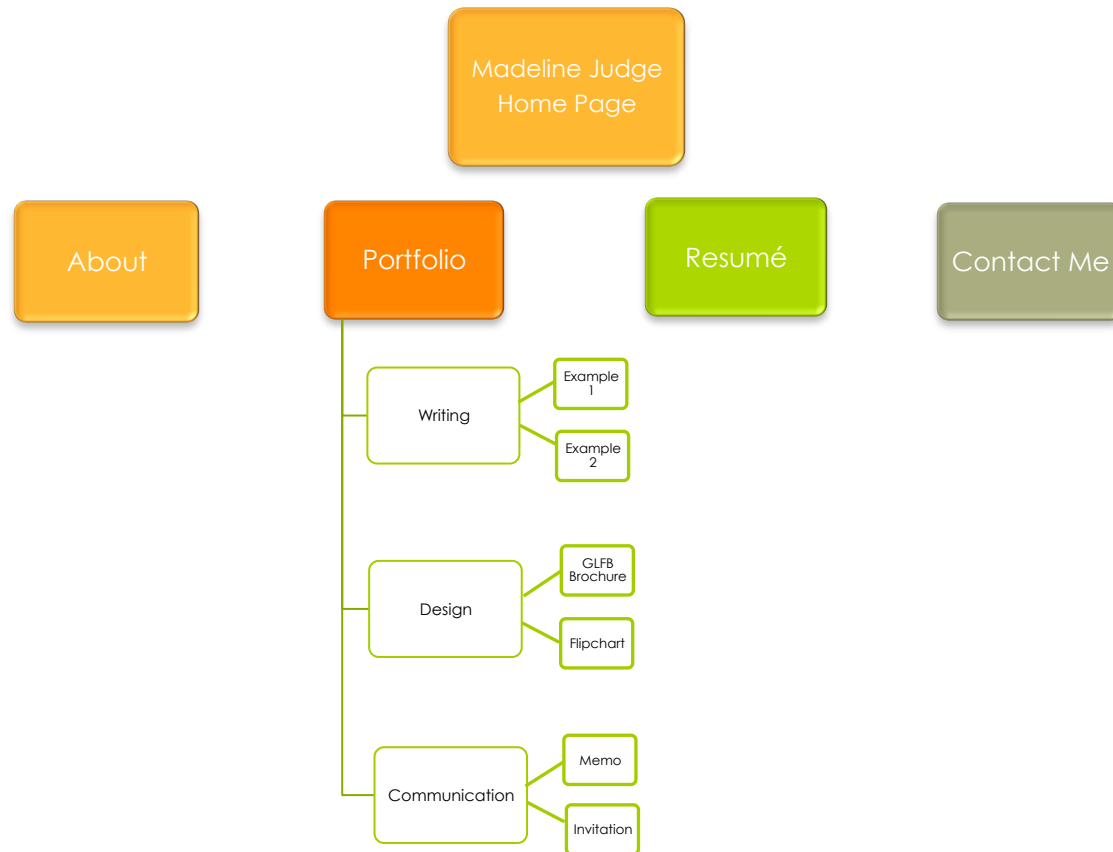 Madeline Judge
Home Page
About
Portfolio
Resumé
Contact Me
Writing
Example
1
Example
2
Design
GLFB
Brochure
Flipchart
Communication
Memo
Invitation